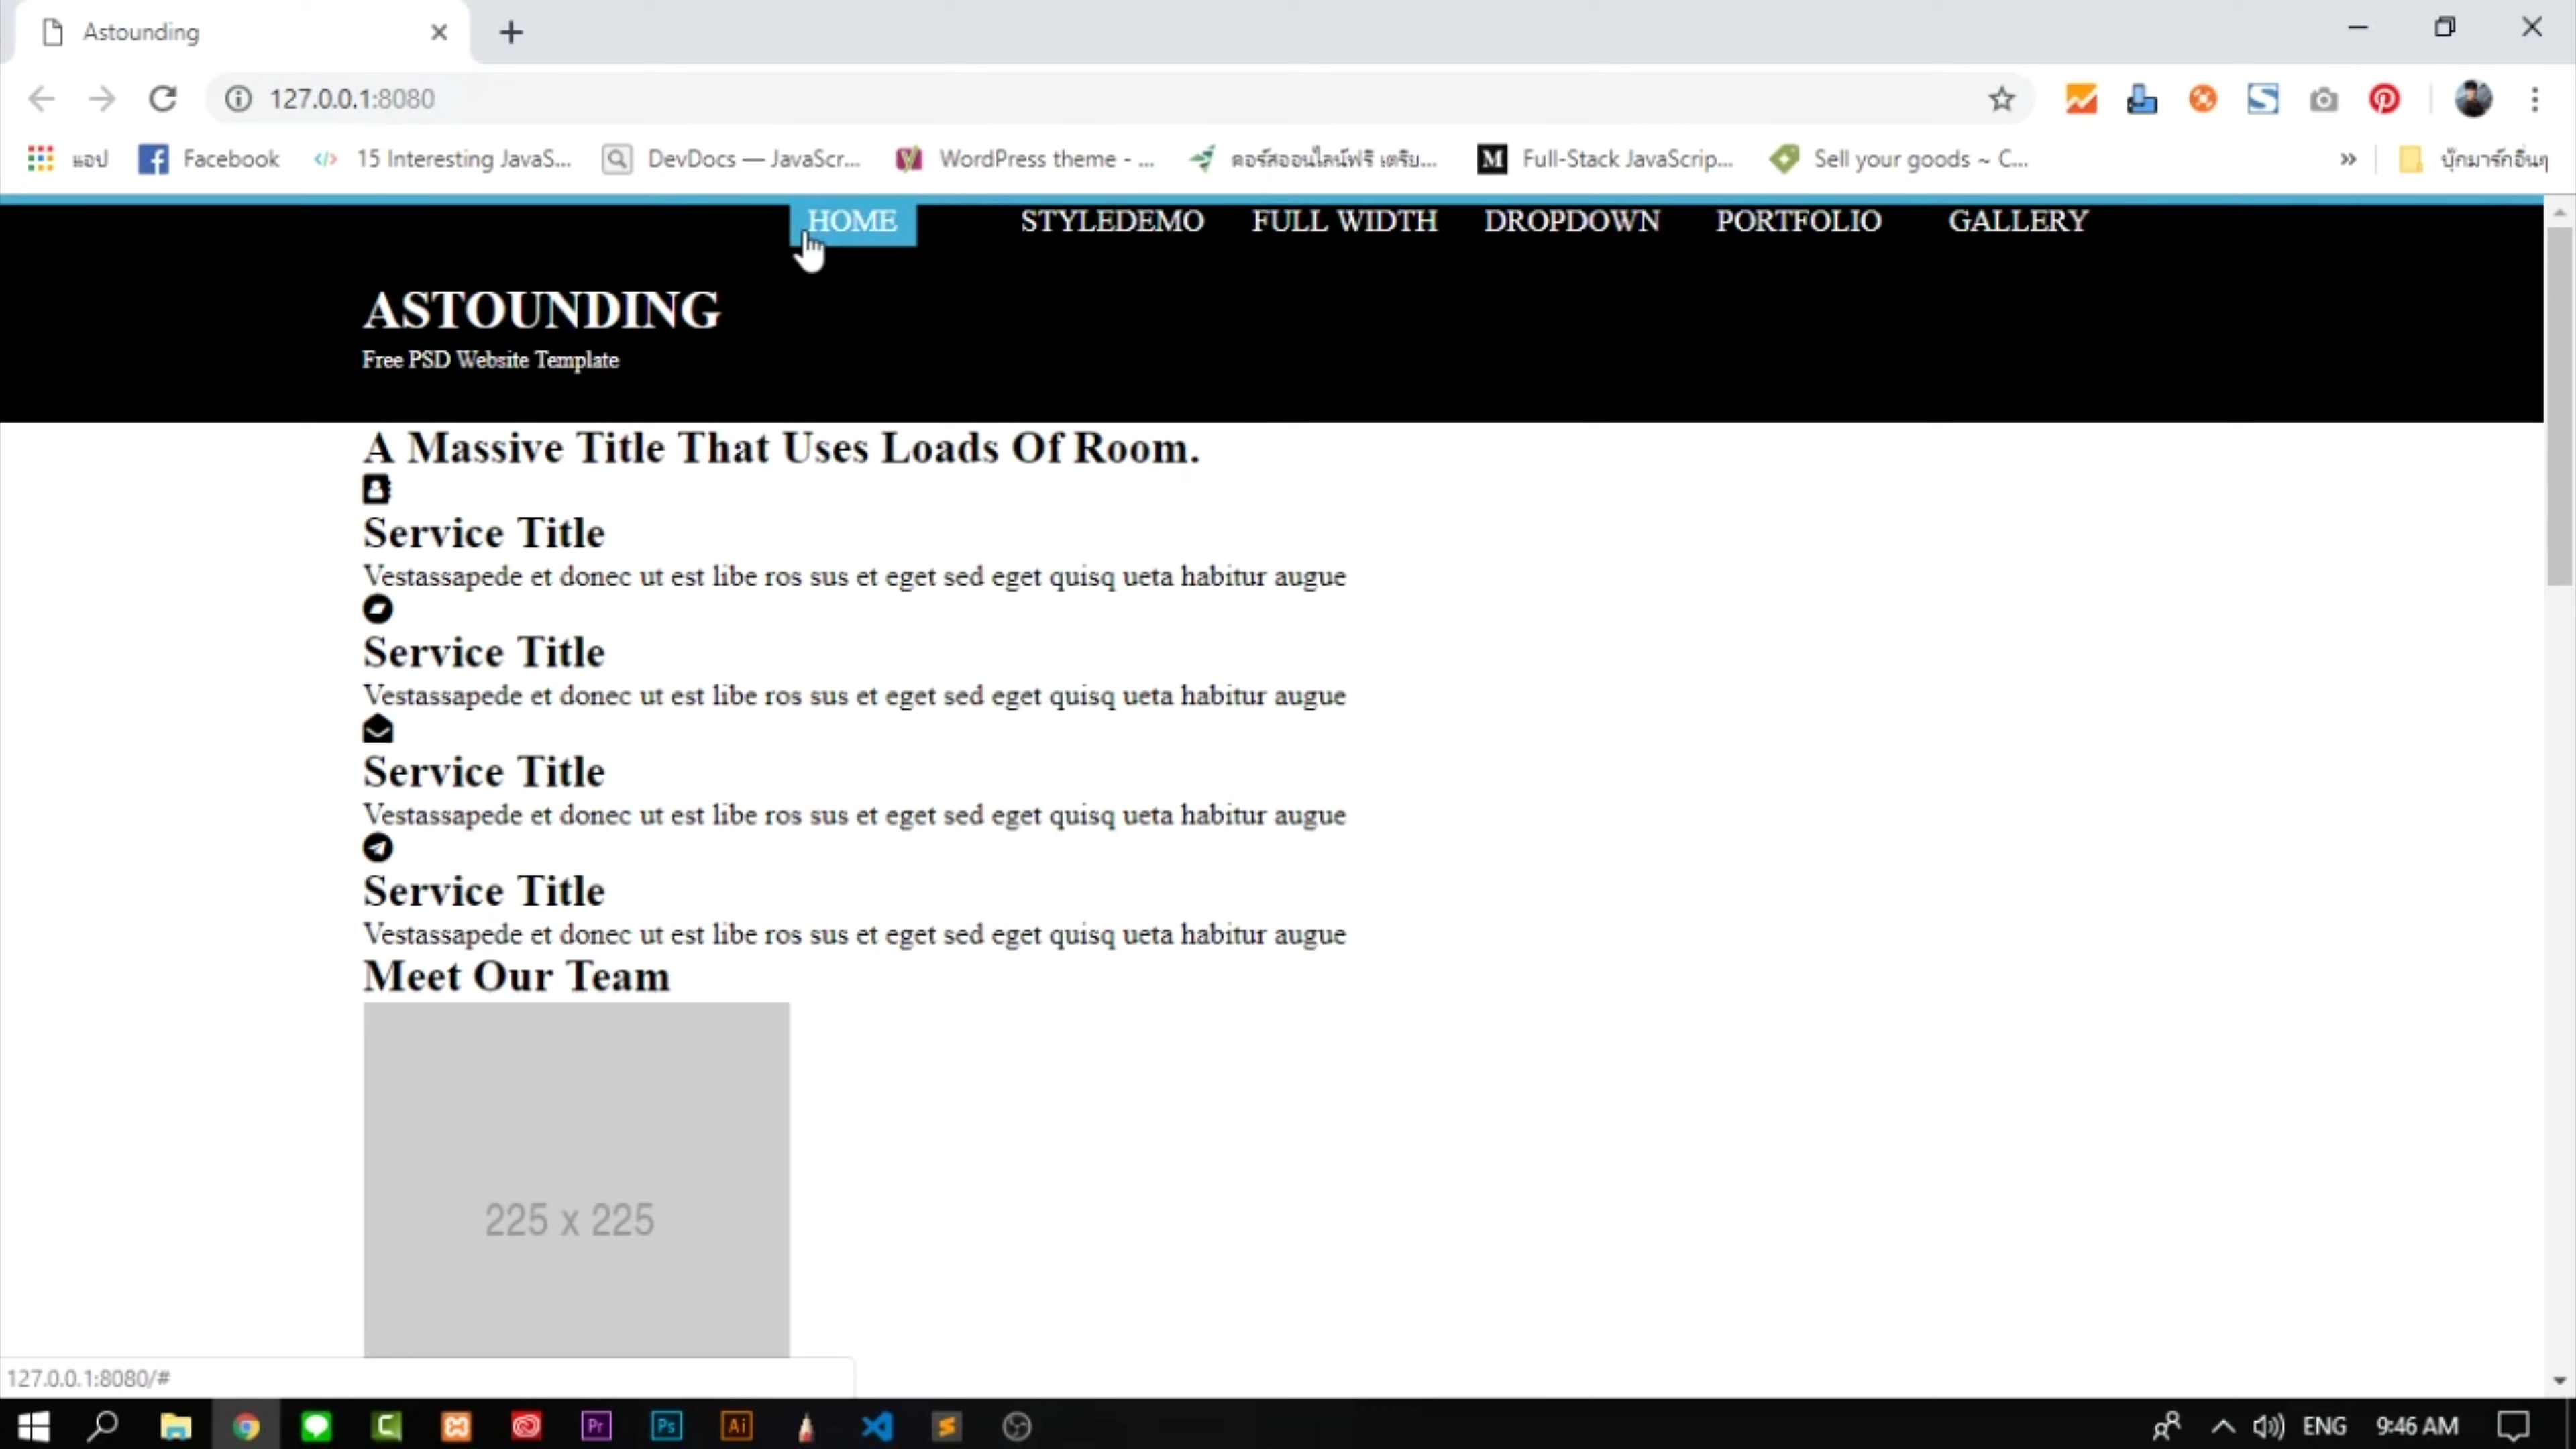 Astounding
127.0.0.1:8080
แอป Facebook 15 Interesting JavaS... DevDocs — JavaScr... WordPress theme - ... คอร์สออนไลน์ฟรี เตรีย... Full-Stack JavaScrip... Sell your goods ~ C... » บุ๊กมาร์กอื่นๆ
HOME STYLEDEMO FULL WIDTH DROPDOWN PORTFOLIO GALLERY
ASTOUNDING
Free PSD Website Template
A Massive Title That Uses Loads Of Room.
Service Title
Vestassapede et donec ut est libe ros sus et eget sed eget quisq ueta habitur augue
Service Title
Vestassapede et donec ut est libe ros sus et eget sed eget quisq ueta habitur augue
Service Title
Vestassapede et donec ut est libe ros sus et eget sed eget quisq ueta habitur augue
Service Title
Vestassapede et donec ut est libe ros sus et eget sed eget quisq ueta habitur augue
Meet Our Team
225 x 225
127.0.0.1:8080/#
Pr Ps Ai ENG 9:46 AM